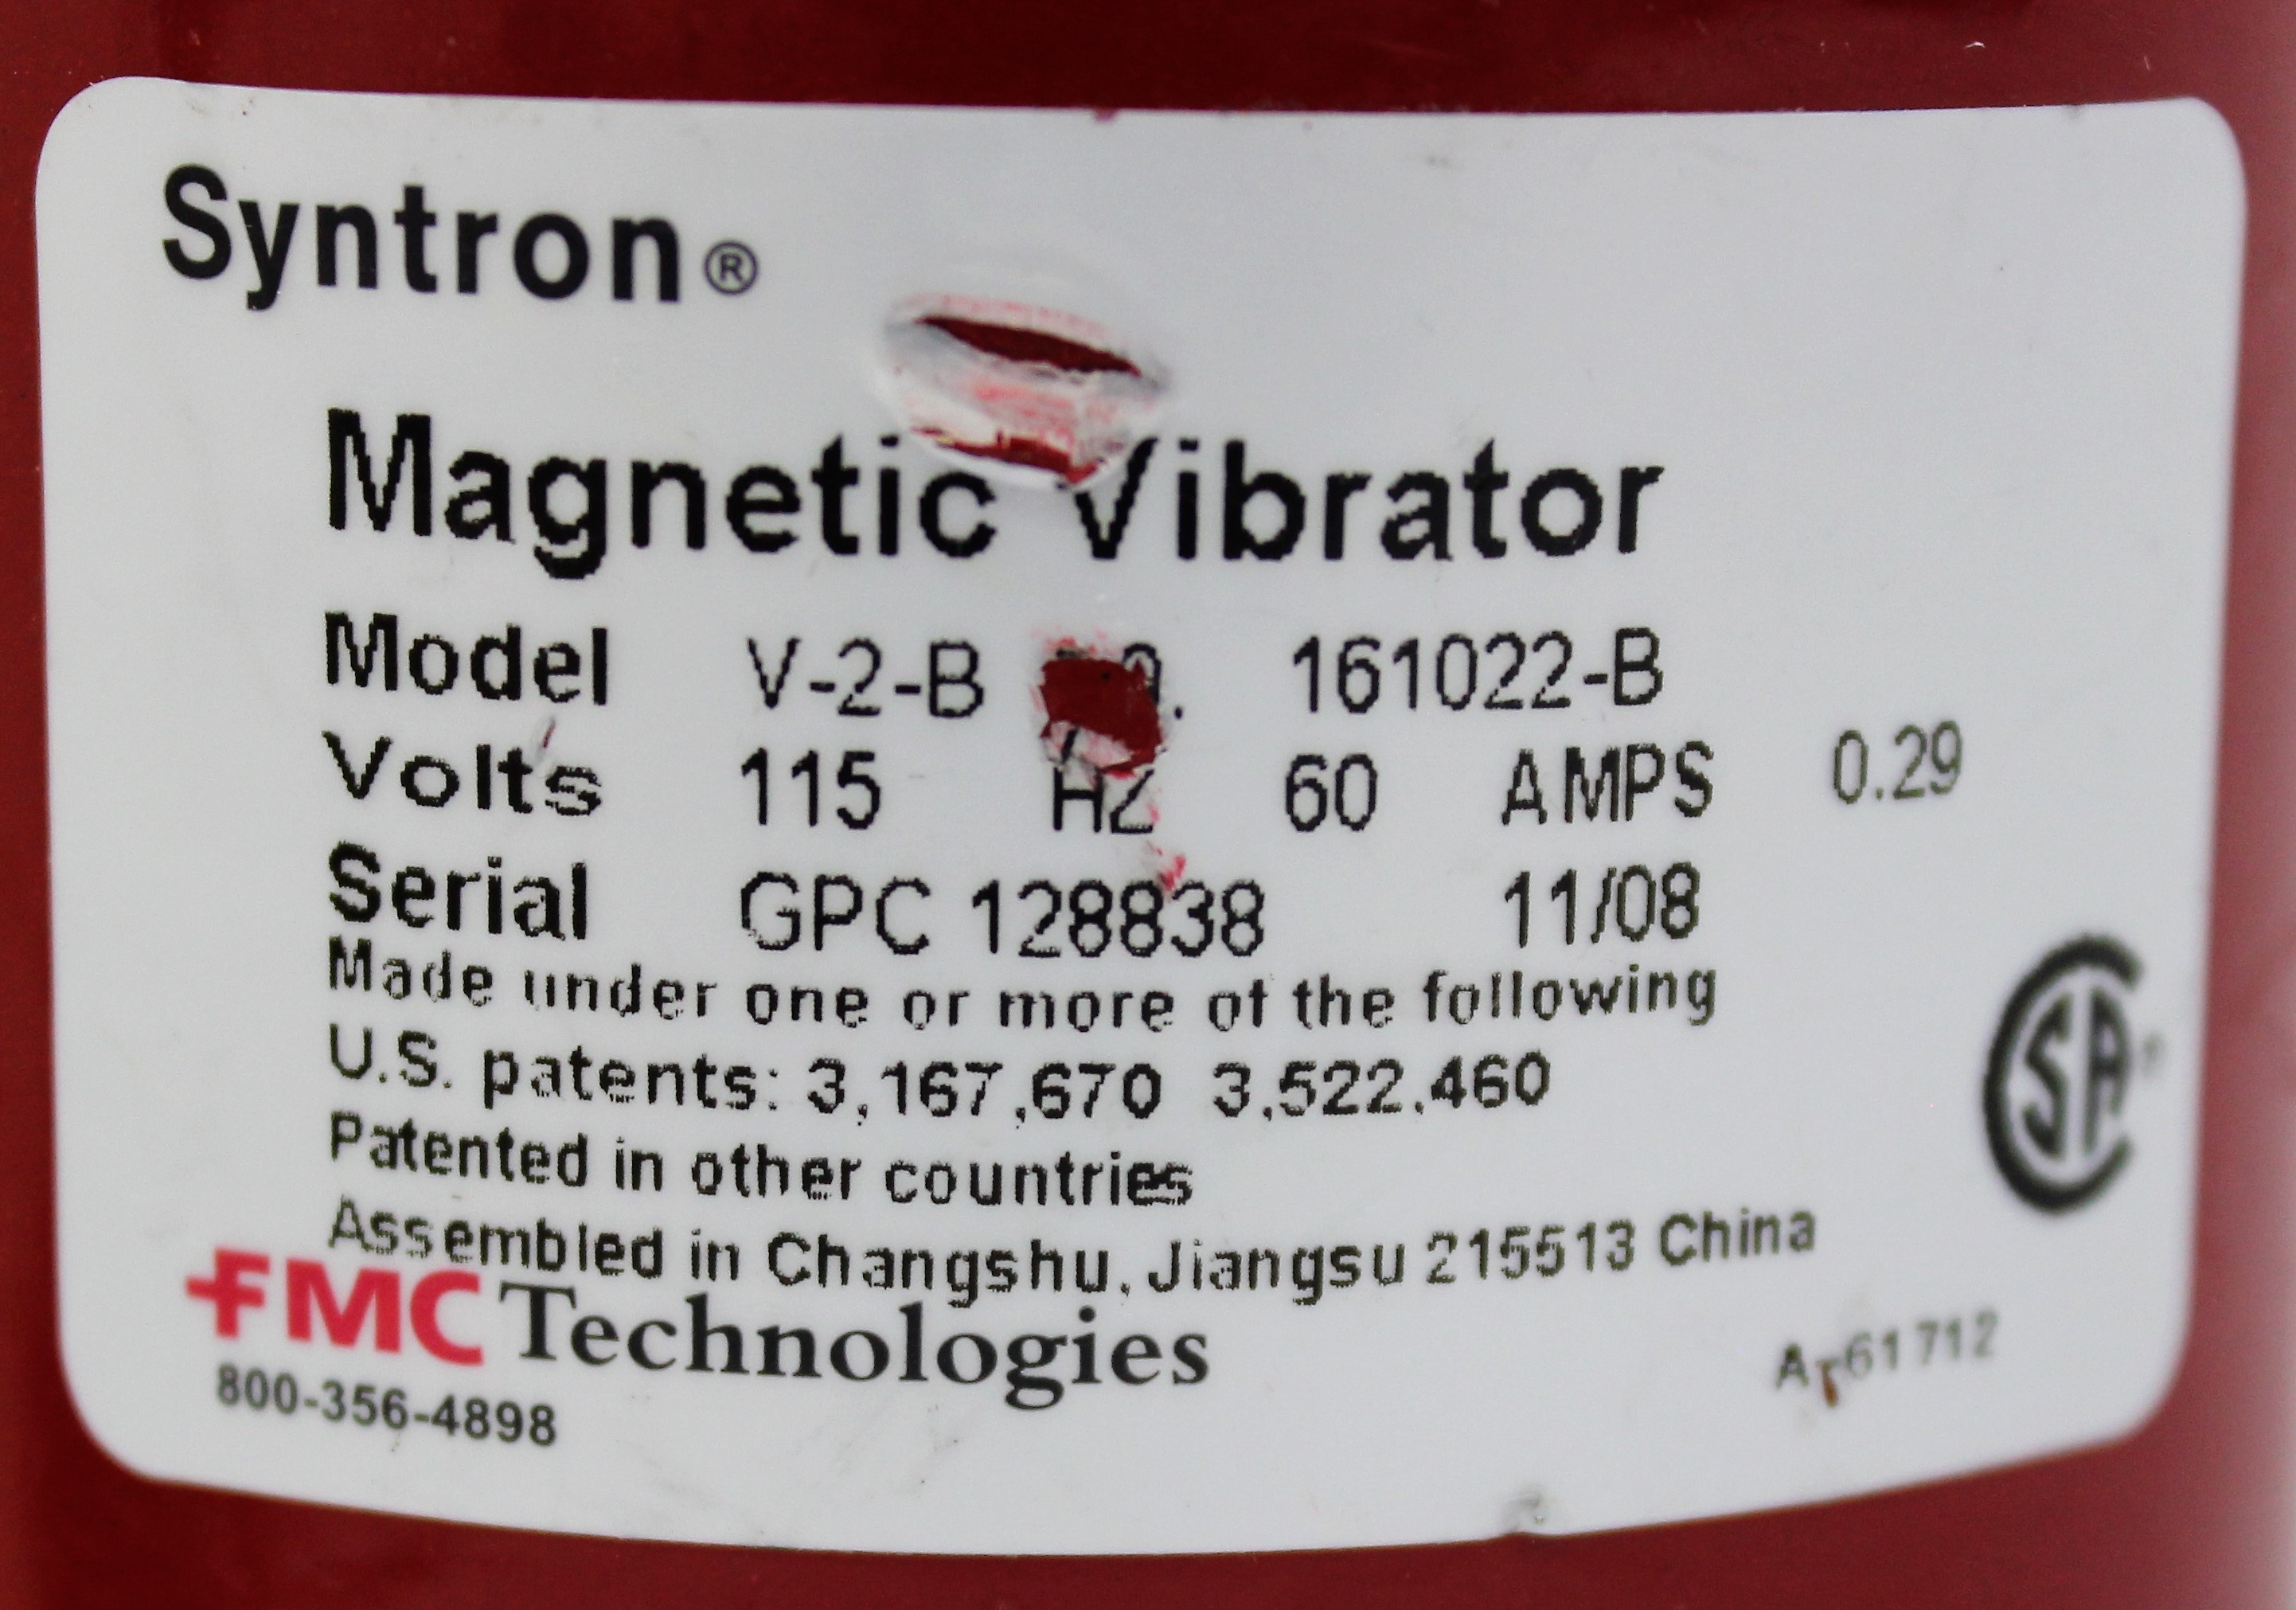 Syntron®
Magnetic Vibrator
Model V-2-B 161022-B
Volts 115 HZ 60 AMPS 0.29
Serial GPC 128838 11/08
Made under one or more of the following
U.S. patents: 3,167,670 3,522,460
Patented in other countries
Assembled in Changshu, Jiangsu 215513 China
FMC Technologies
800-356-4898
CSA